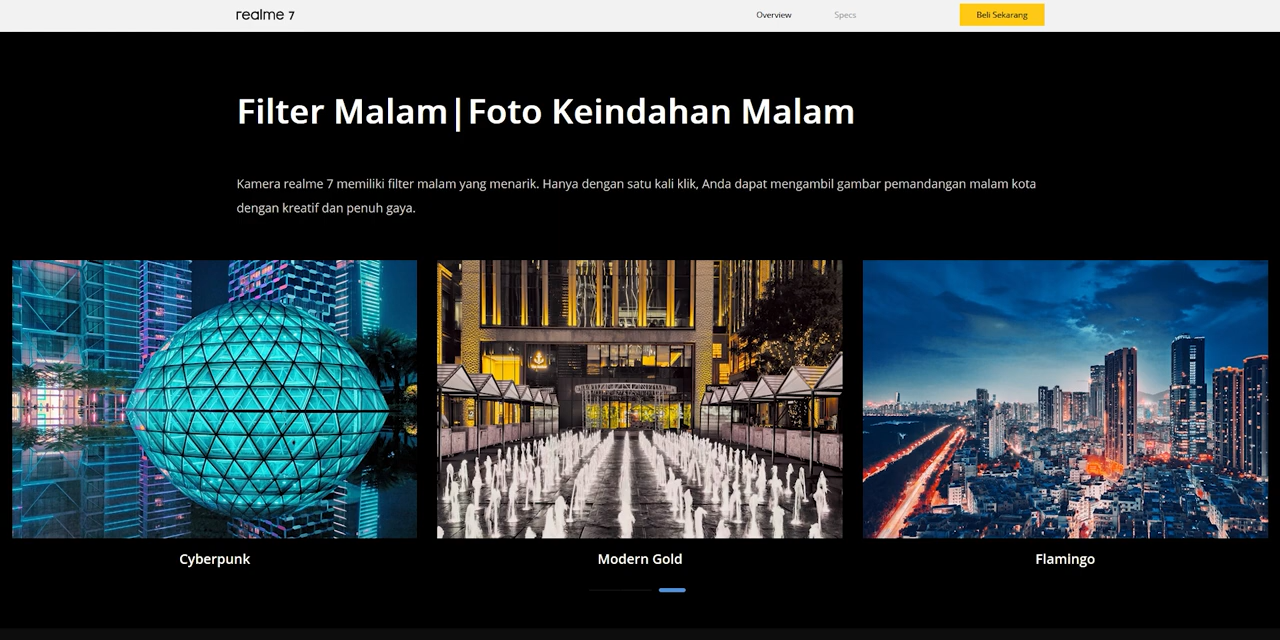 realme 7
Overview
Specs
Beli Sekarang
Filter Malam|Foto Keindahan Malam
Kamera realme 7 memiliki filter malam yang menarik. Hanya dengan satu kali klik, Anda dapat mengambil gambar pemandangan malam kota
dengan kreatif dan penuh gaya.
Cyberpunk
Modern Gold
Flamingo